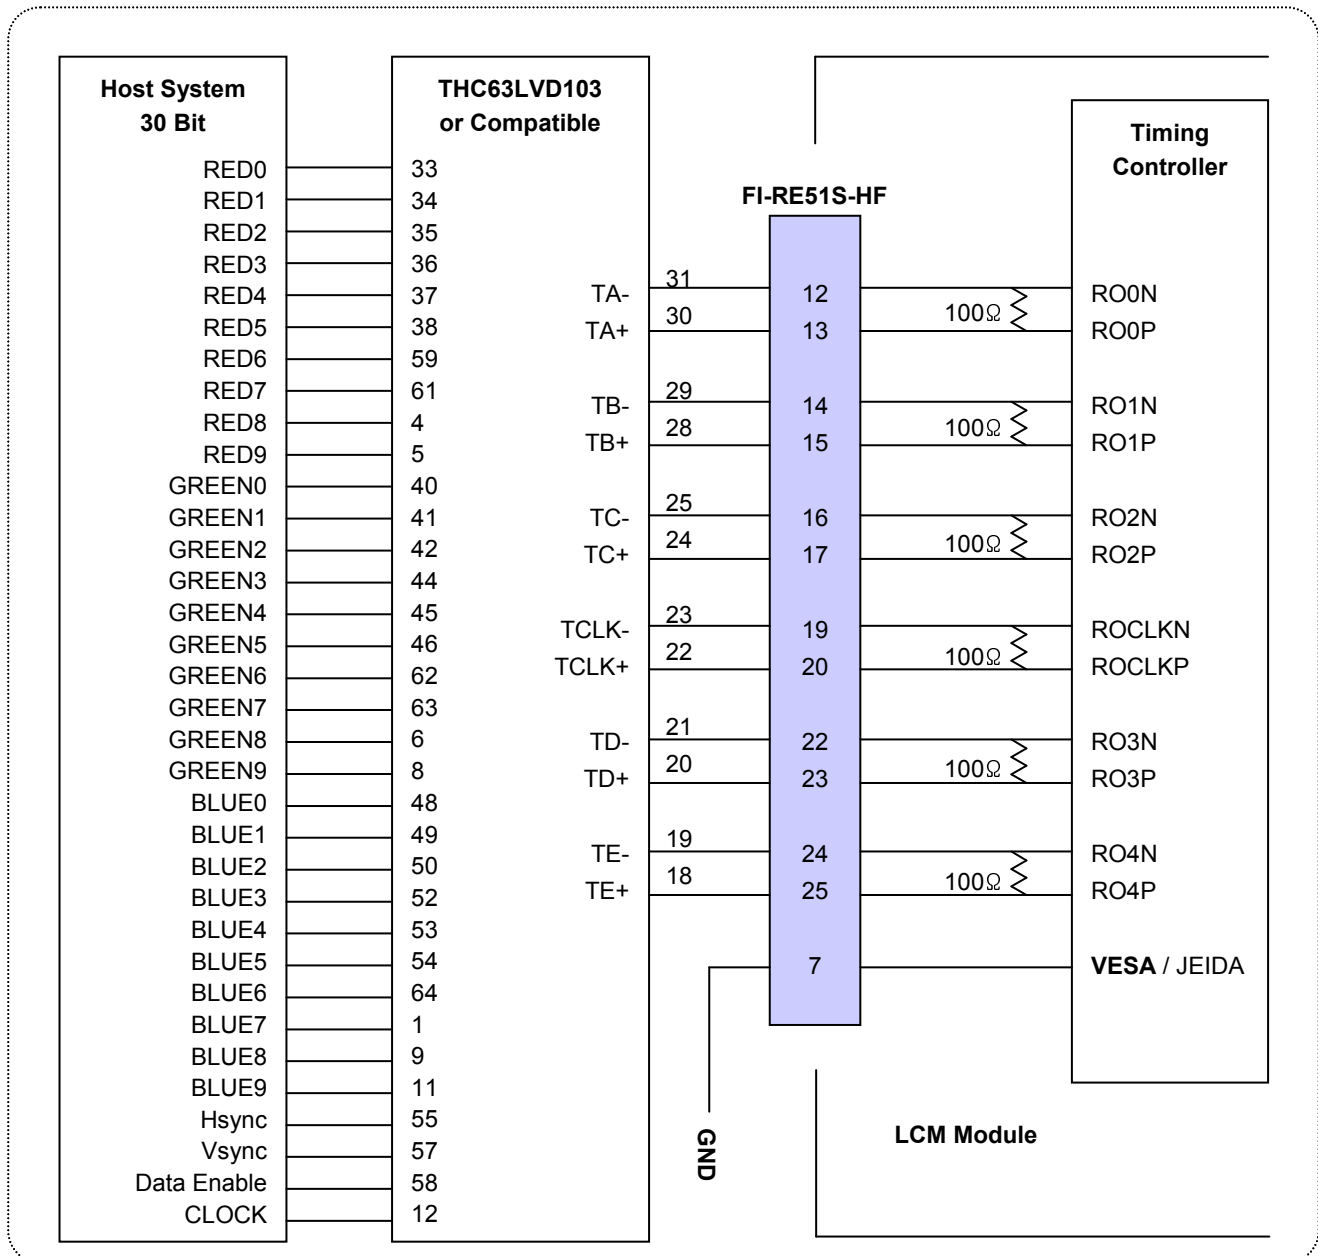 Host System
30 Bit
THC63LVD103
or Compatible
Timing
Controller
FI-RE51S-HF
RED0 33
RED1 34
RED2 35
RED3 36
RED4 37
RED5 38
RED6 59
RED7 61
RED8 4
RED9 5
GREEN0 40
GREEN1 41
GREEN2 42
GREEN3 44
GREEN4 45
GREEN5 46
GREEN6 62
GREEN7 63
GREEN8 6
GREEN9 8
BLUE0 48
BLUE1 49
BLUE2 50
BLUE3 52
BLUE4 53
BLUE5 54
BLUE6 64
BLUE7 1
BLUE8 9
BLUE9 11
Hsync 55
Vsync 57
Data Enable 58
CLOCK 12
TA- 31 12 RO0N
100Ω
TA+ 30 13 RO0P
TB- 29 14 RO1N
100Ω
TB+ 28 15 RO1P
TC- 25 16 RO2N
100Ω
TC+ 24 17 RO2P
TCLK- 23 19 ROCLKN
100Ω
TCLK+ 22 20 ROCLKP
TD- 21 22 RO3N
100Ω
TD+ 20 23 RO3P
TE- 19 24 RO4N
100Ω
TE+ 18 25 RO4P
7 VESA / JEIDA
GND
LCM Module